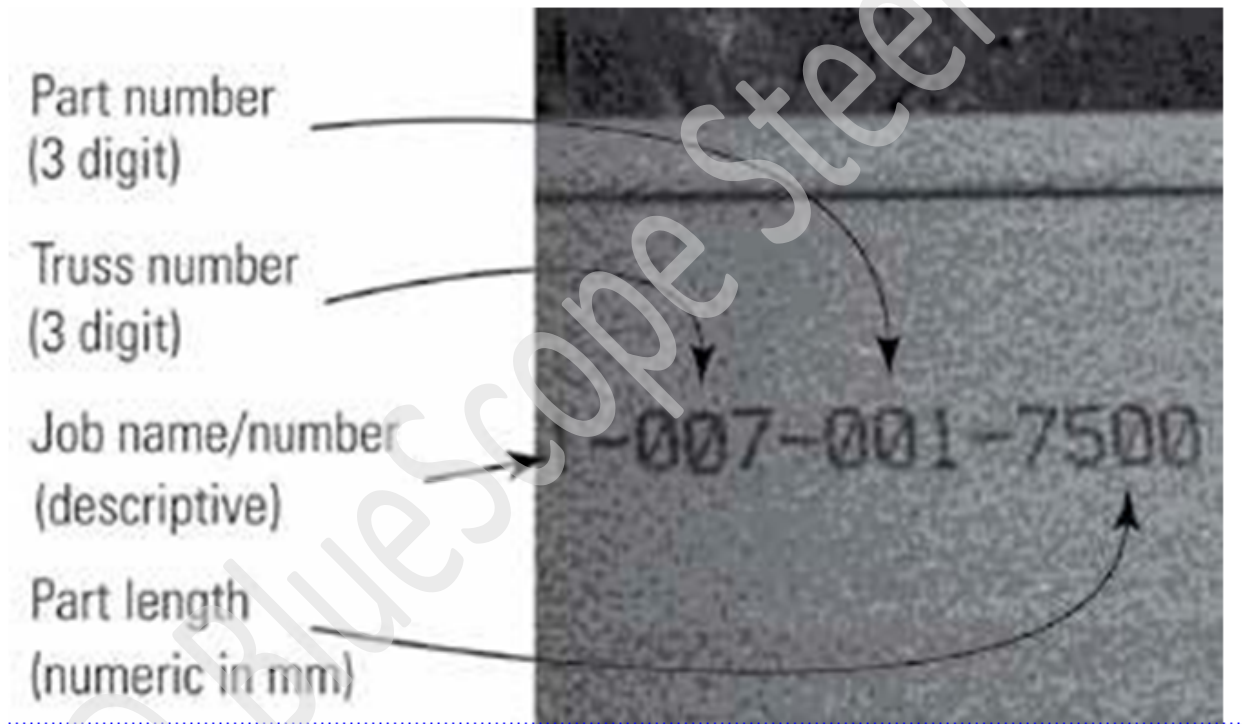 Part number
(3 digit)
Truss number
(3 digit)
Job name/number
(descriptive)
Part length
(numeric in mm)
-007-001-7500
BlueScope Steel